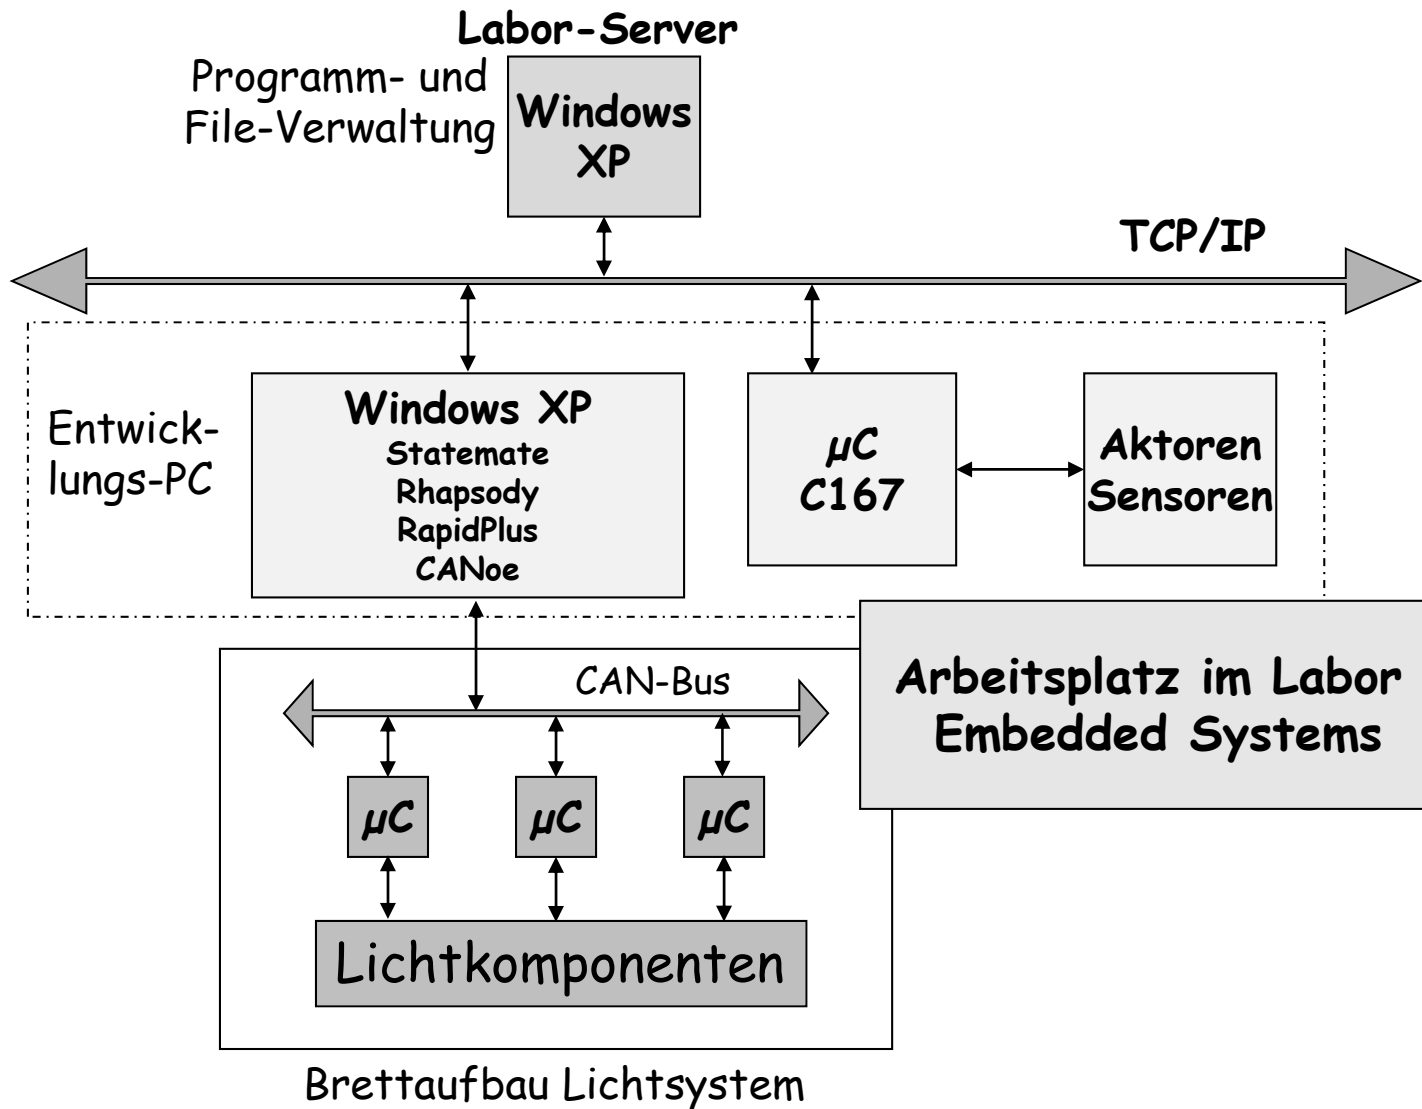 Labor-Server
Programm- und
File-Verwaltung
Windows
XP
TCP/IP
Entwick-
lungs-PC
Windows XP
Statemate
Rhapsody
RapidPlus
CANoe
µC
C167
Aktoren
Sensoren
Arbeitsplatz im Labor
Embedded Systems
CAN-Bus
µC
µC
µC
Lichtkomponenten
Brettaufbau Lichtsystem